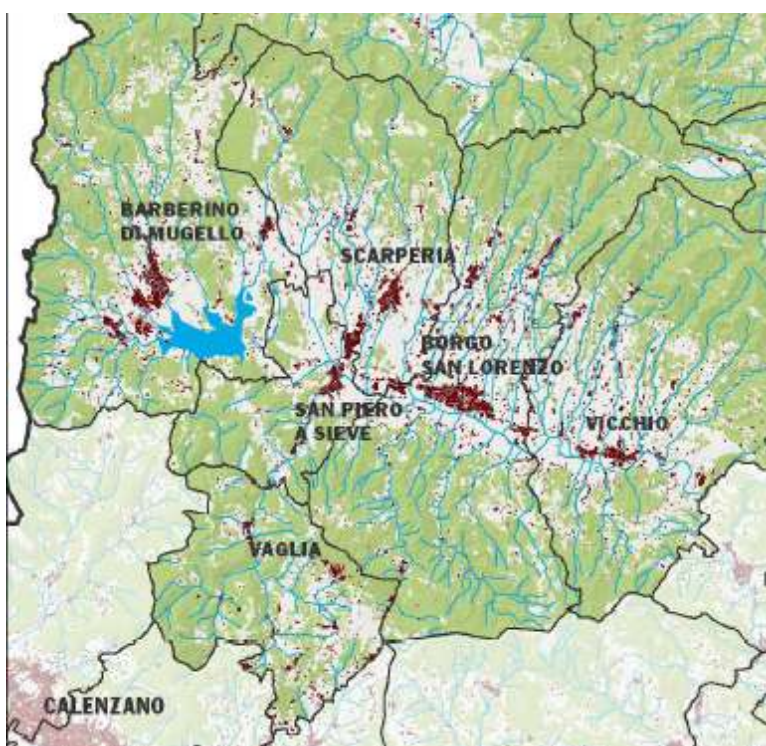 BARBERINO
DI MUGELLO
SCARPERIA
BORGO
SAN LORENZO
SAN PIERO
A SIEVE
VICCHIO
VAGLIA
CALENZANO